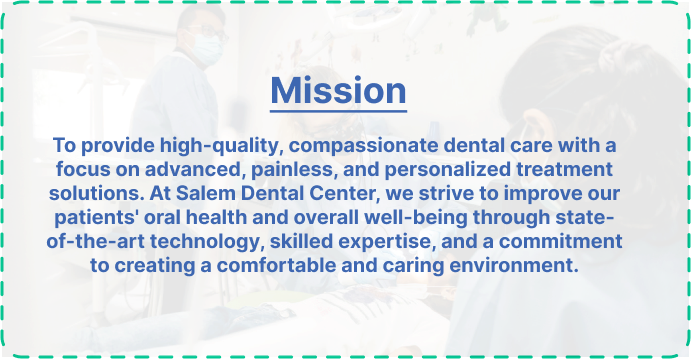 Mission
To provide high-quality, compassionate dental care with a
focus on advanced, painless, and personalized treatment
solutions. At Salem Dental Center, we strive to improve our
patients' oral health and overall well-being through state-
of-the-art technology, skilled expertise, and a commitment
to creating a comfortable and caring environment.